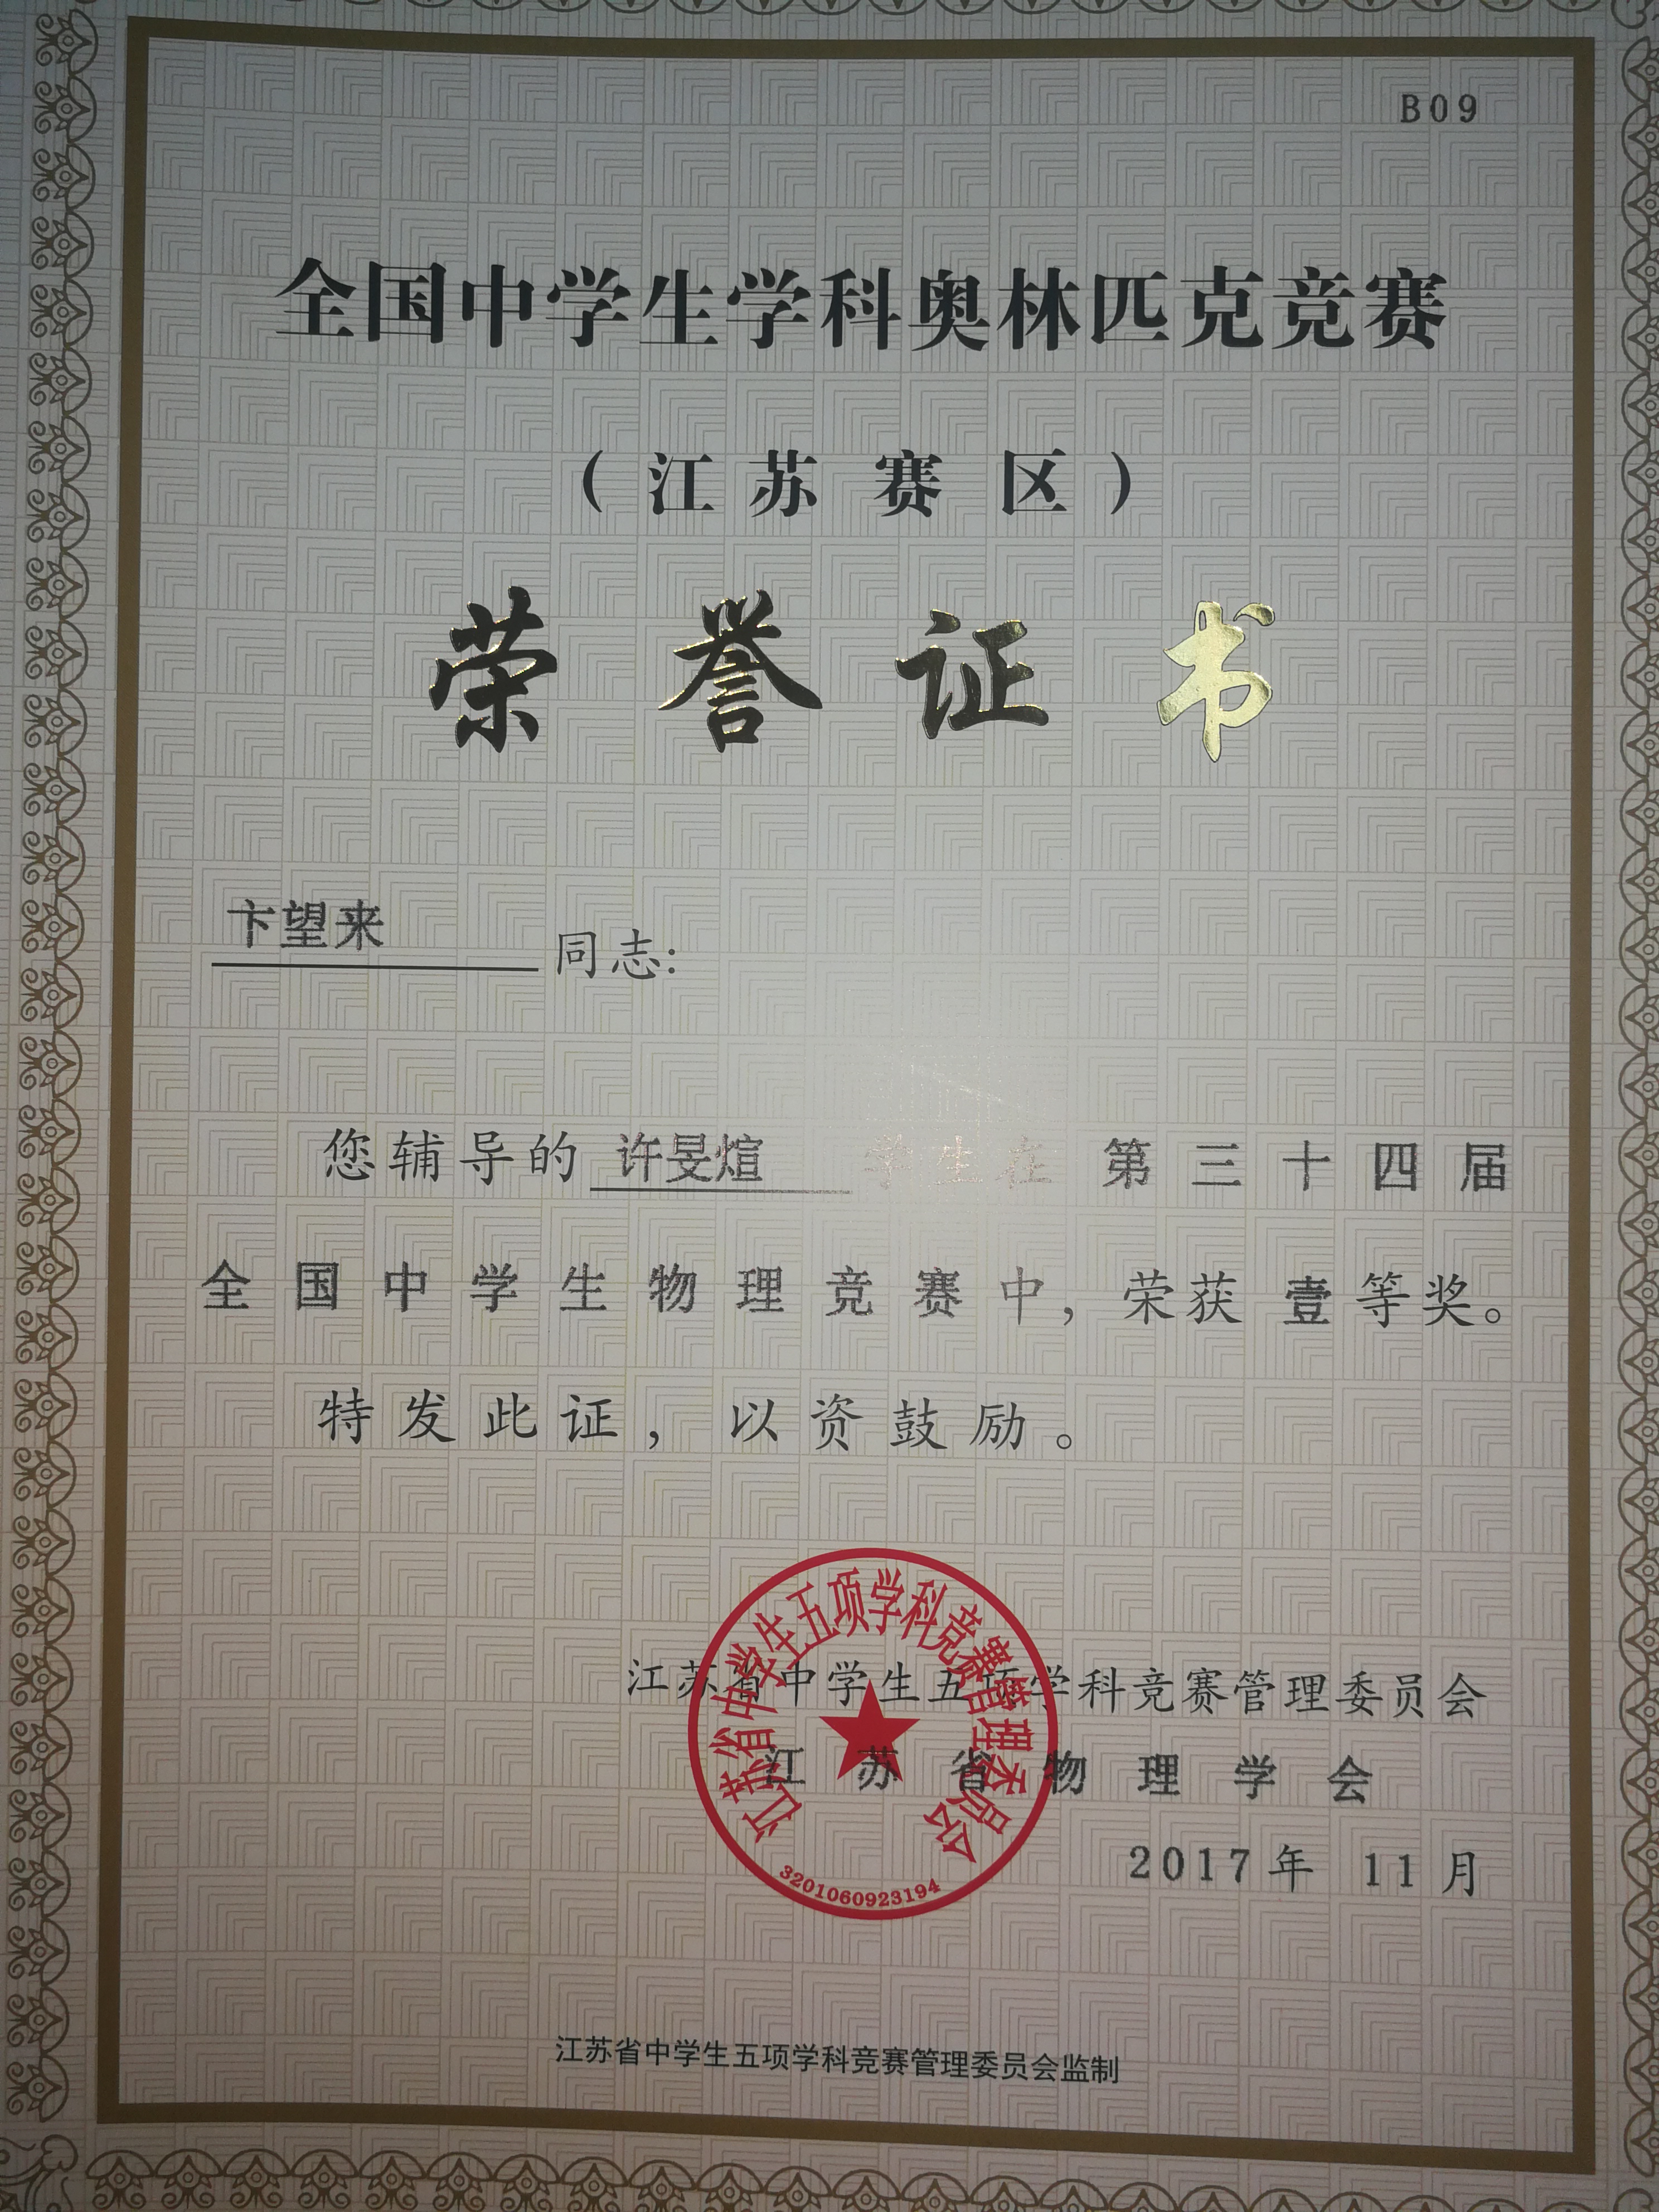 B09
全国中学生学科奥林匹克竞赛
（江苏赛区）
荣誉证书
卞望来 同志:
您辅导的 许旻煊 学生在 第三十四届
全国中学生物理竞赛中，荣获 壹等奖。
特发此证，以资鼓励。
江苏省中学生五项学科竞赛管理委员会
江苏省中学生五项学科竞赛管理委员会
江苏省物理学会
3201060923194
2017年 11月
江苏省中学生五项学科竞赛管理委员会监制